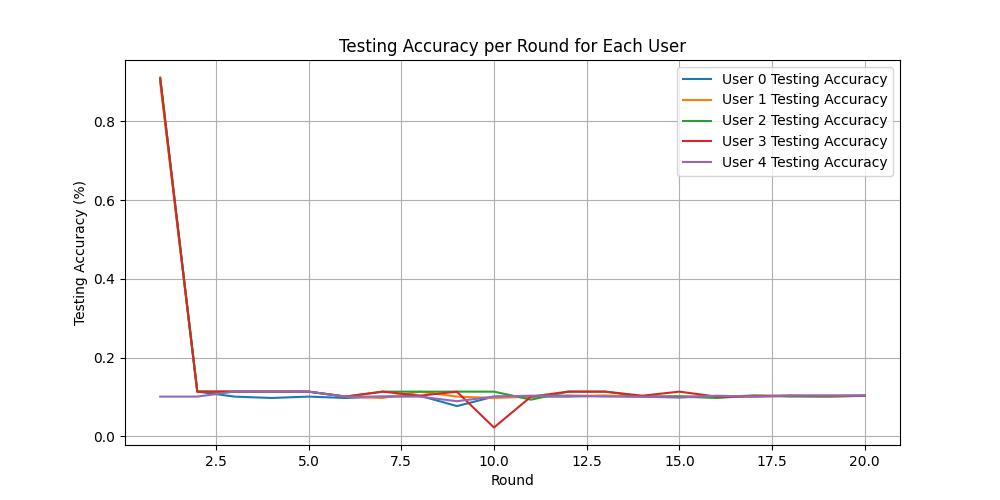 Testing Accuracy per Round for Each User
User 0 Testing Accuracy
User 1 Testing Accuracy
User 2 Testing Accuracy
User 3 Testing Accuracy
User 4 Testing Accuracy
Testing Accuracy (%)
0.8
0.6
0.4
0.2
0.0
2.5 5.0 7.5 10.0 12.5 15.0 17.5 20.0
Round